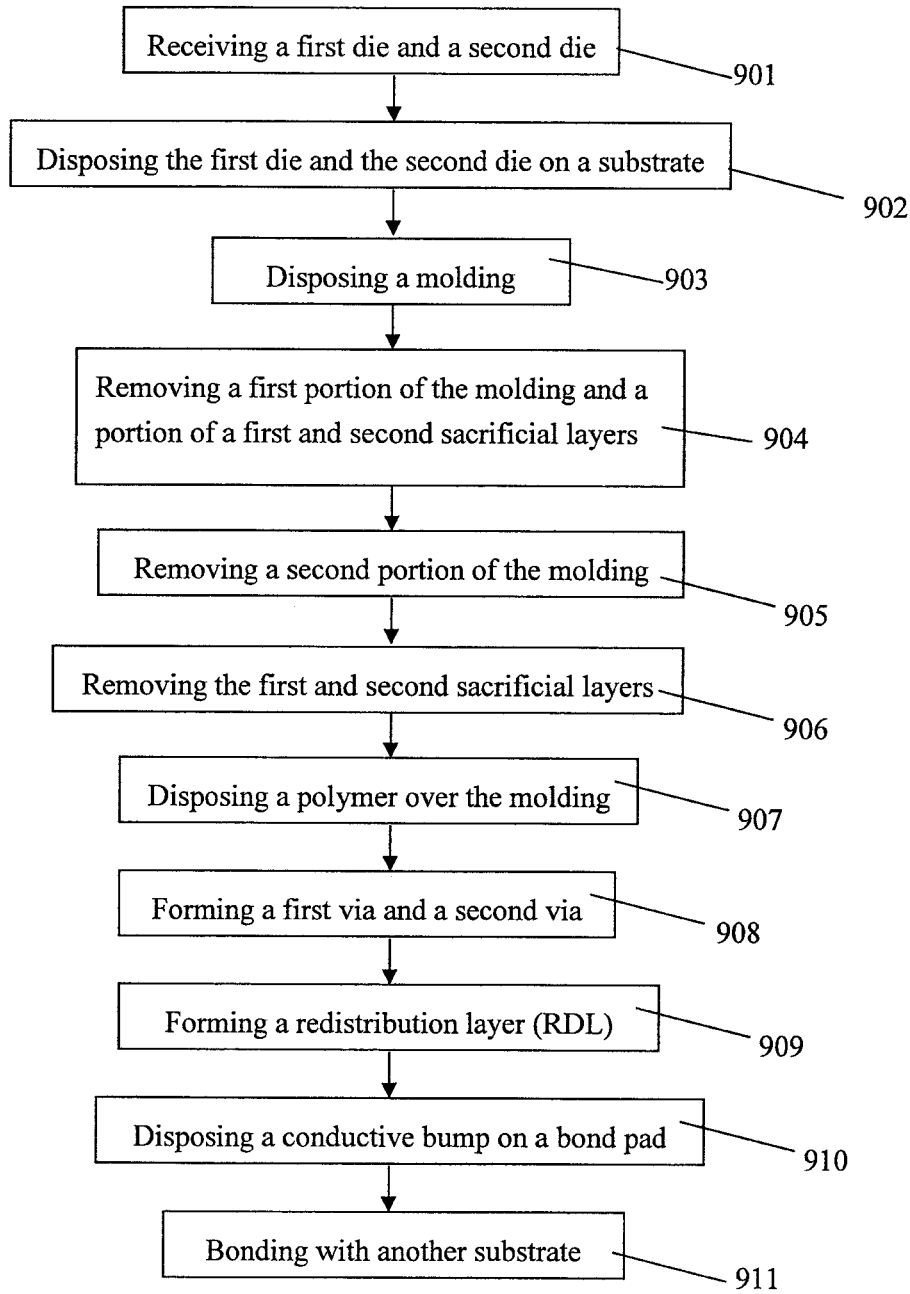 Receiving a first die and a second die
901
Disposing the first die and the second die on a substrate
902
Disposing a molding
903
Removing a first portion of the molding and a
portion of a first and second sacrificial layers
904
Removing a second portion of the molding
905
Removing the first and second sacrificial layers
906
Disposing a polymer over the molding
907
Forming a first via and a second via
908
Forming a redistribution layer (RDL)
909
Disposing a conductive bump on a bond pad
910
Bonding with another substrate
911